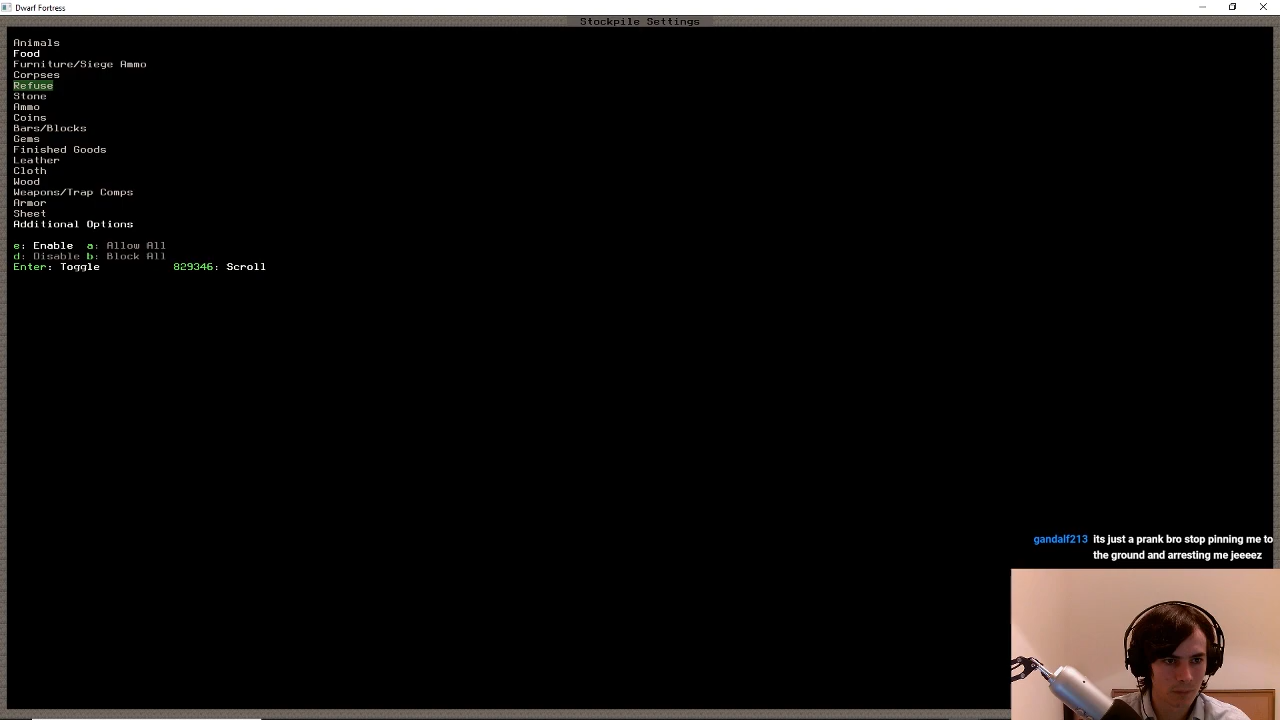 Dwarf Fortress
Stockpile Settings
Animals
Food
Furniture/Siege Ammo
Corpses
Refuse
Stone
Ammo
Coins
Bars/Blocks
Gems
Finished Goods
Leather
Cloth
Wood
Weapons/Trap Comps
Armor
Sheet
Additional Options
e: Enable a: Allow All
d: Disable b: Block All
Enter: Toggle 829346: Scroll
gandalf213 its just a prank bro stop pinning me to
the ground and arresting me jeeeez